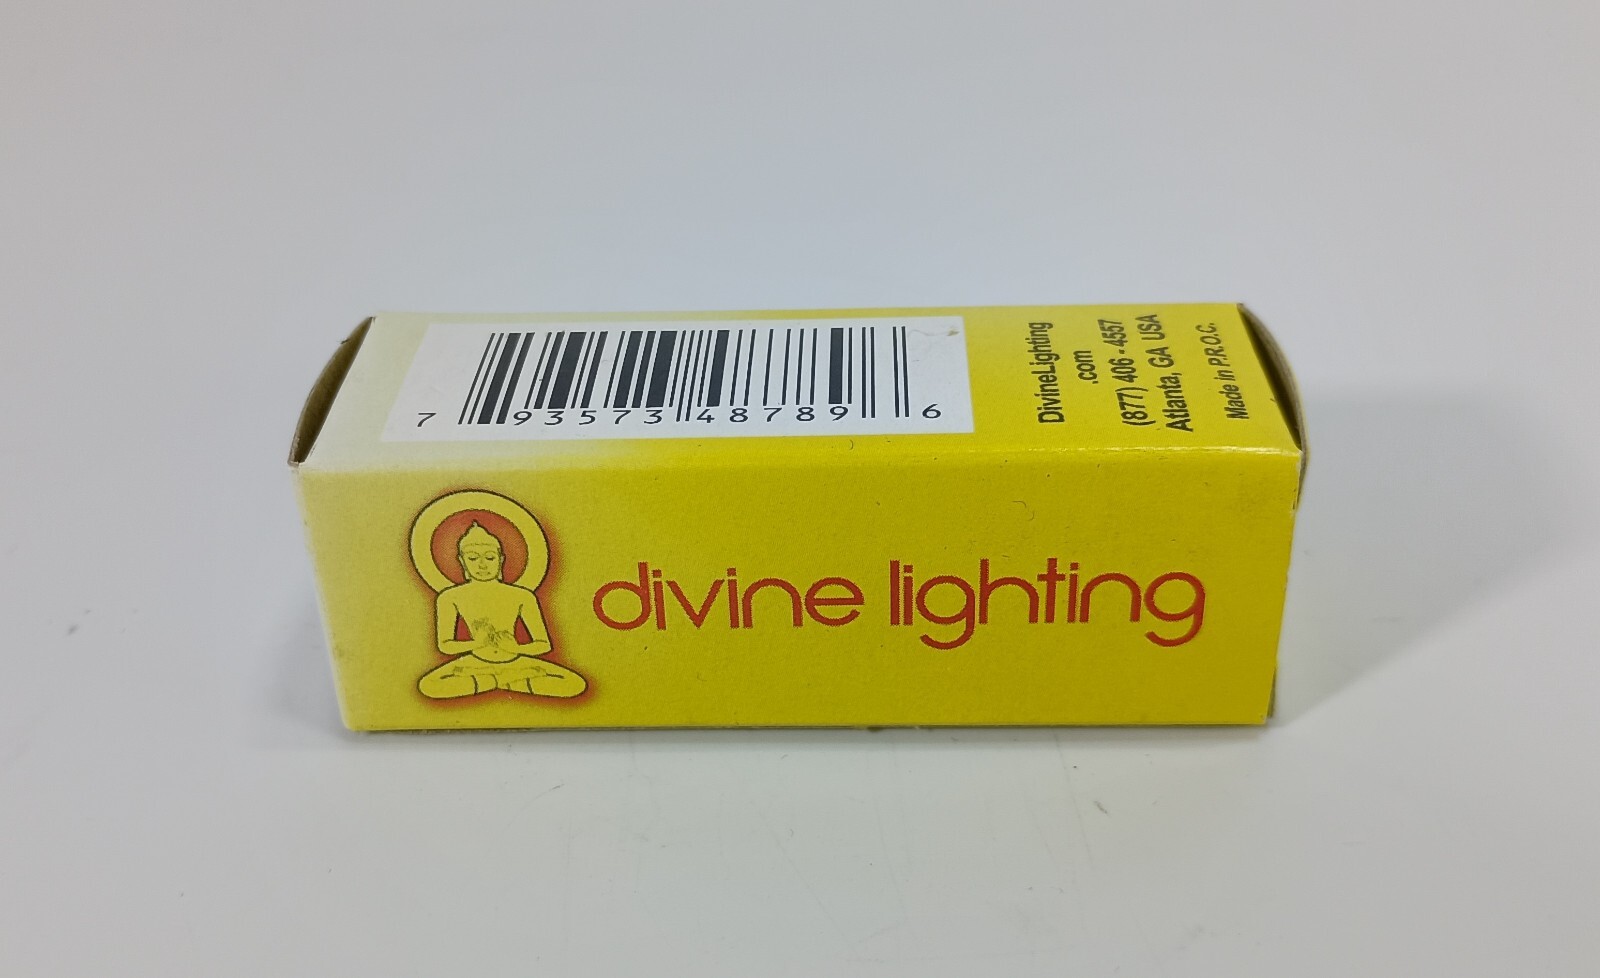 7 93573 48789 6
DivineLighting
.com
(877) 406-4557
Atlanta, GA USA
Made in P.R.O.C.
divine lighting